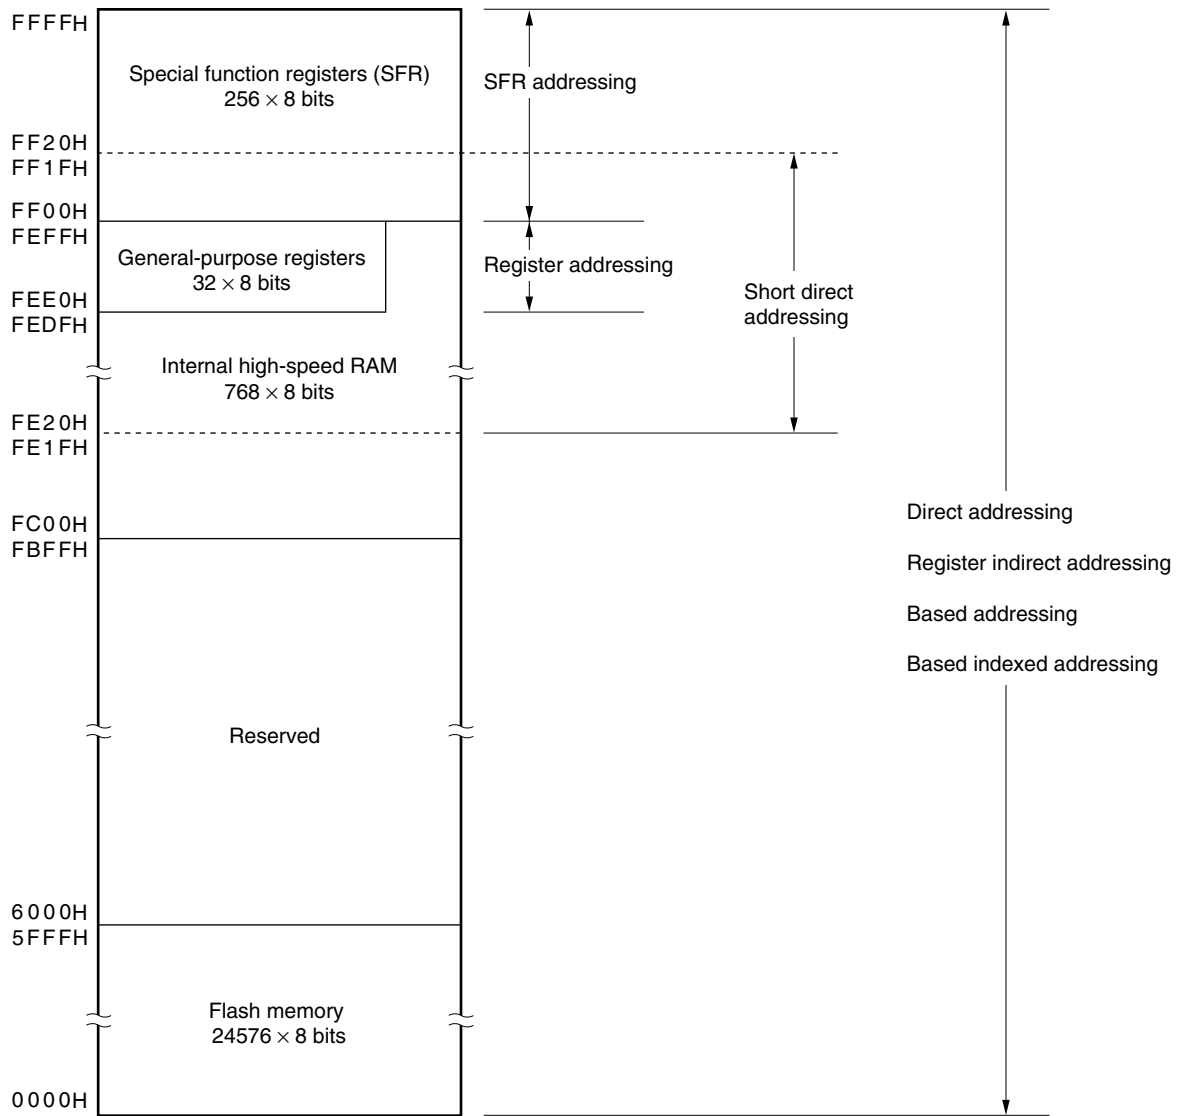 FFFFH
Special function registers (SFR)
256 × 8 bits
SFR addressing
FF20H
FF1FH
FF00H
FEFFH
General-purpose registers
32 × 8 bits
Register addressing
FEE0H
FEDFH
Short direct
addressing
Internal high-speed RAM
768 × 8 bits
FE20H
FE1FH
FC00H
FBFFH
Direct addressing
Register indirect addressing
Based addressing
Based indexed addressing
Reserved
6000H
5FFFH
Flash memory
24576 × 8 bits
0000H